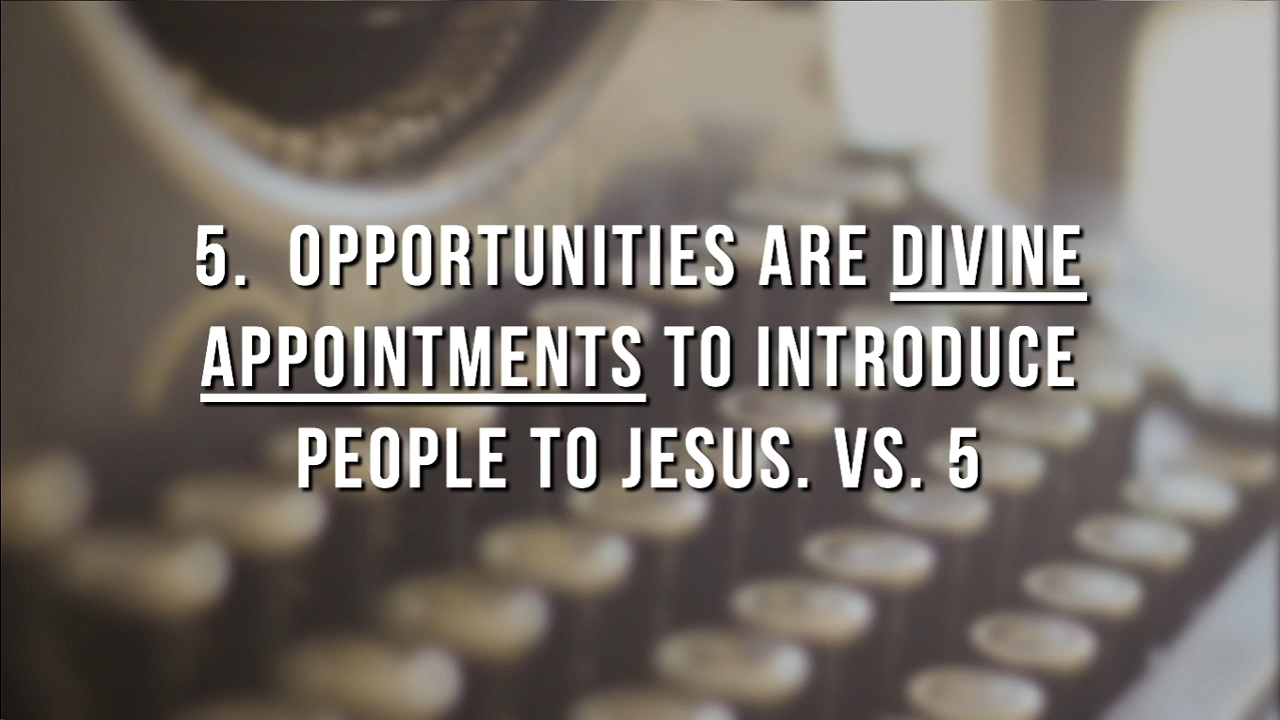 5. OPPORTUNITIES ARE DIVINE
APPOINTMENTS TO INTRODUCE
PEOPLE TO JESUS. VS. 5